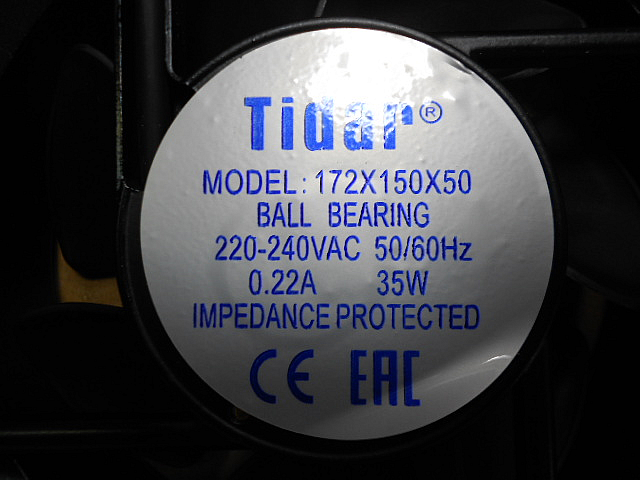 Tidar®
MODEL: 172X150X50
BALL BEARING
220-240VAC 50/60Hz
0.22A 35W
IMPEDANCE PROTECTED
CE EAC